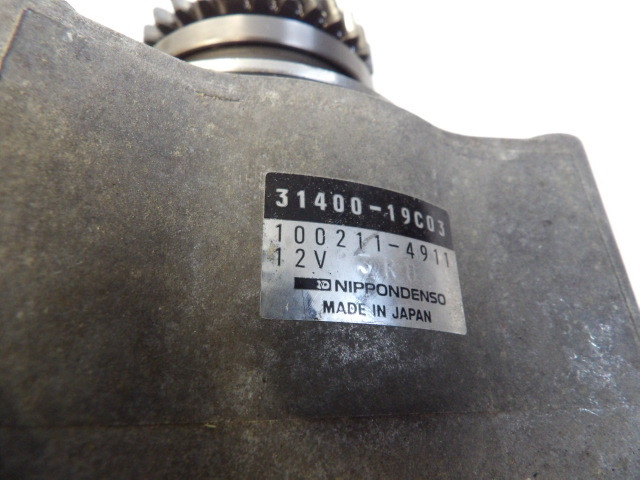 31400-19C03
100211-4911
12V
NIPPONDENSO
MADE IN JAPAN